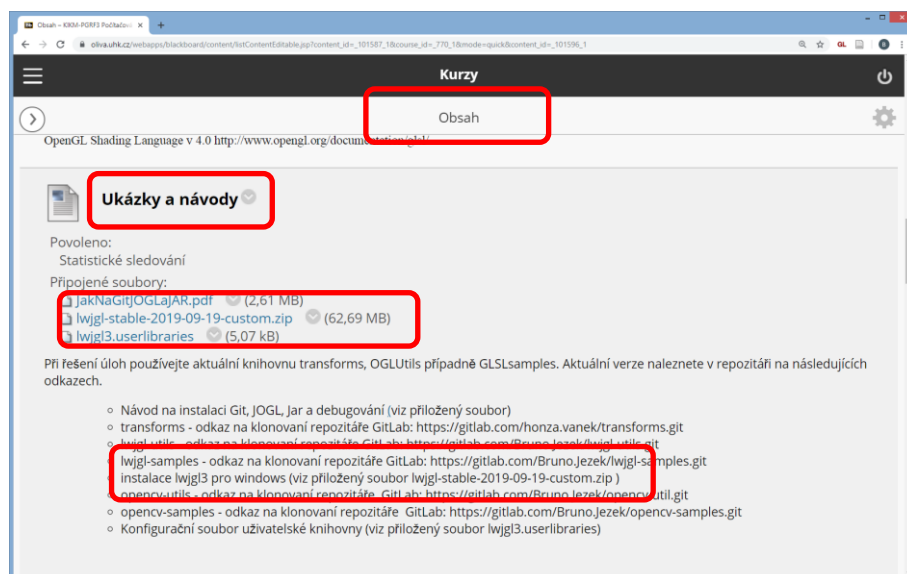 Obsah – KKM-PGRF3 Počítačov
oliva.uhk.cz/webapps/blackboard/content/listContentEditable.jsp?content_id=_101587_1&course_id=_770_1&mode=quick&content_id=_101596_1
GL
Kurzy
Obsah
OpenGL Shading Language v 4.0 http://www.opengl.org/documentation/glsl/
Ukázky a návody
Povoleno:
Statistické sledování
Připojené soubory:
JakNaGitJOGLaJAR.pdf (2,61 MB)
lwjgl-stable-2019-09-19-custom.zip (62,69 MB)
lwjgl3.userlibraries (5,07 kB)
Při řešení úloh používejte aktuální knihovnu transforms, OGLUtils případně GLSLsamples. Aktuální verze naleznete v repozitáři na následujících
odkazech.
Návod na instalaci Git, JOGL, Jar a debugování (viz přiložený soubor)
transforms - odkaz na klonovaní repozitáře GitLab: https://gitlab.com/honza.vanek/transforms.git
lwjgl-utils - odkaz na klonovaní repozitáře GitLab: https://gitlab.com/Bruno.Jezek/lwjgl-utils.git
lwjgl-samples - odkaz na klonovaní repozitáře GitLab: https://gitlab.com/Bruno.Jezek/lwjgl-samples.git
instalace lwjgl3 pro windows (viz přiložený soubor lwjgl-stable-2019-09-19-custom.zip )
opencv-utils - odkaz na klonovaní repozitáře GitLab: https://gitlab.com/Bruno.Jezek/opencv-util.git
opencv-samples - odkaz na klonovaní repozitáře GitLab: https://gitlab.com/Bruno.Jezek/opencv-samples.git
Konfigurační soubor uživatelské knihovny (viz přiložený soubor lwjgl3.userlibraries)